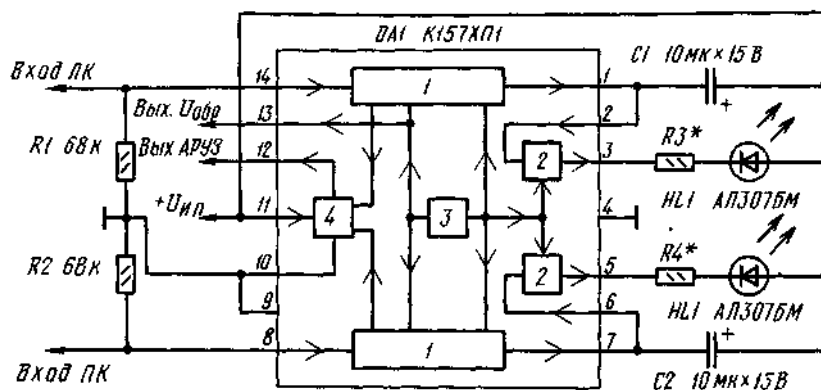 DA1 К157ХП1
C1 10мк×15В
Вход ЛК
14
1
1
Вых. Uобр
13
2
R1 68к
Вых АРУЗ
12
2
3
R3*
HL1 АЛ307БМ
+Uип
11
4
3
4
R2 68к
10
2
5
R4*
9
6
HL1 АЛ307БМ
8
1
7
Вход ПК
C2 10мк×15В
+
+